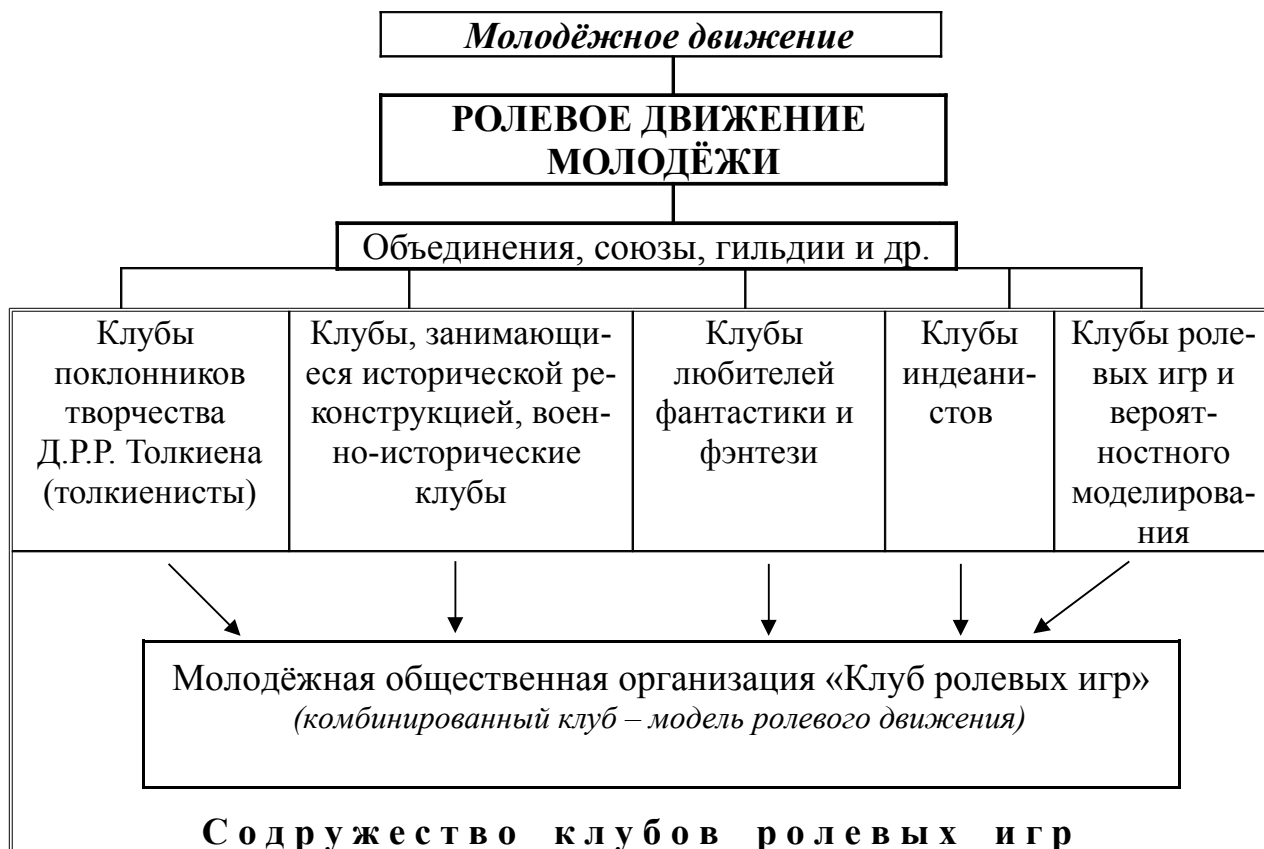 Молодёжное движение
РОЛЕВОЕ ДВИЖЕНИЕ
МОЛОДЁЖИ
Объединения, союзы, гильдии и др.
Клубы
поклонников
творчества
Д.Р.Р. Толкиена
(толкиенисты)
Клубы, занимающи-
еся исторической ре-
конструкцией, воен-
но-исторические
клубы
Клубы
любителей
фантастики и
фэнтези
Клубы
индеани-
стов
Клубы роле-
вых игр и
вероят-
ностного
моделирова-
ния
Молодёжная общественная организация «Клуб ролевых игр»
(комбинированный клуб – модель ролевого движения)
Содружество клубов ролевых игр